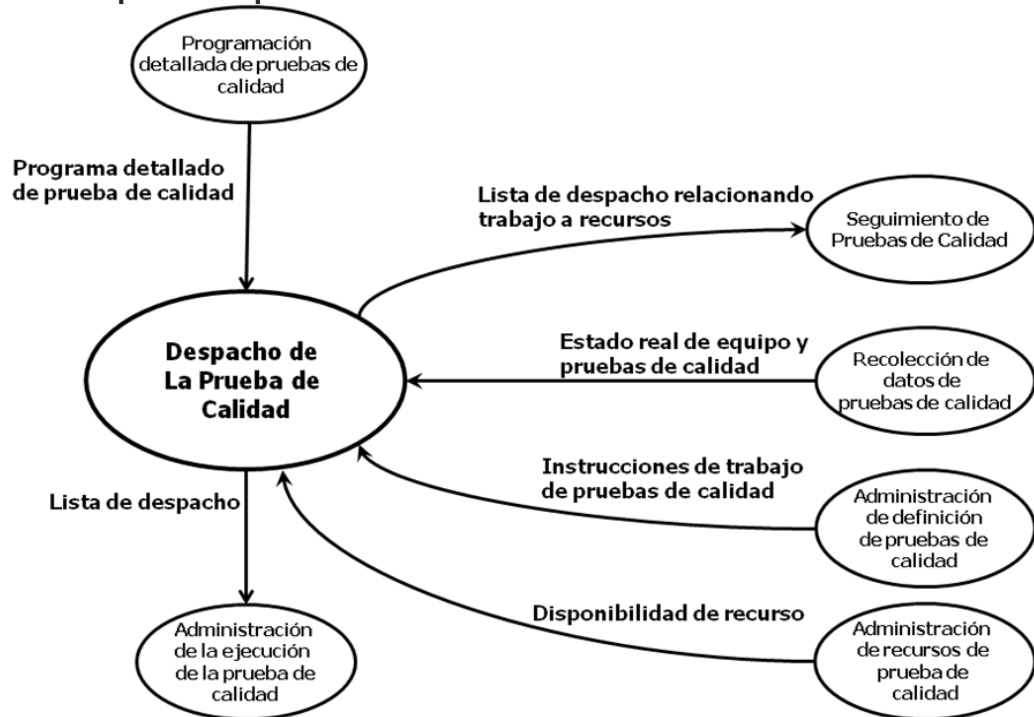 Programación
detallada de pruebas de
calidad
Programa detallado
de prueba de calidad
Lista de despacho relacionando
trabajo a recursos
Seguimiento de
Pruebas de Calidad
Despacho de
La Prueba de
Calidad
Estado real de equipo y
pruebas de calidad
Recolección de
datos de
pruebas de calidad
Instrucciones de trabajo
de pruebas de calidad
Administración
de definición
de pruebas de
calidad
Lista de despacho
Disponibilidad de recurso
Administración
de la ejecución
de la prueba de
calidad
Administración
de recursos de
prueba de
calidad